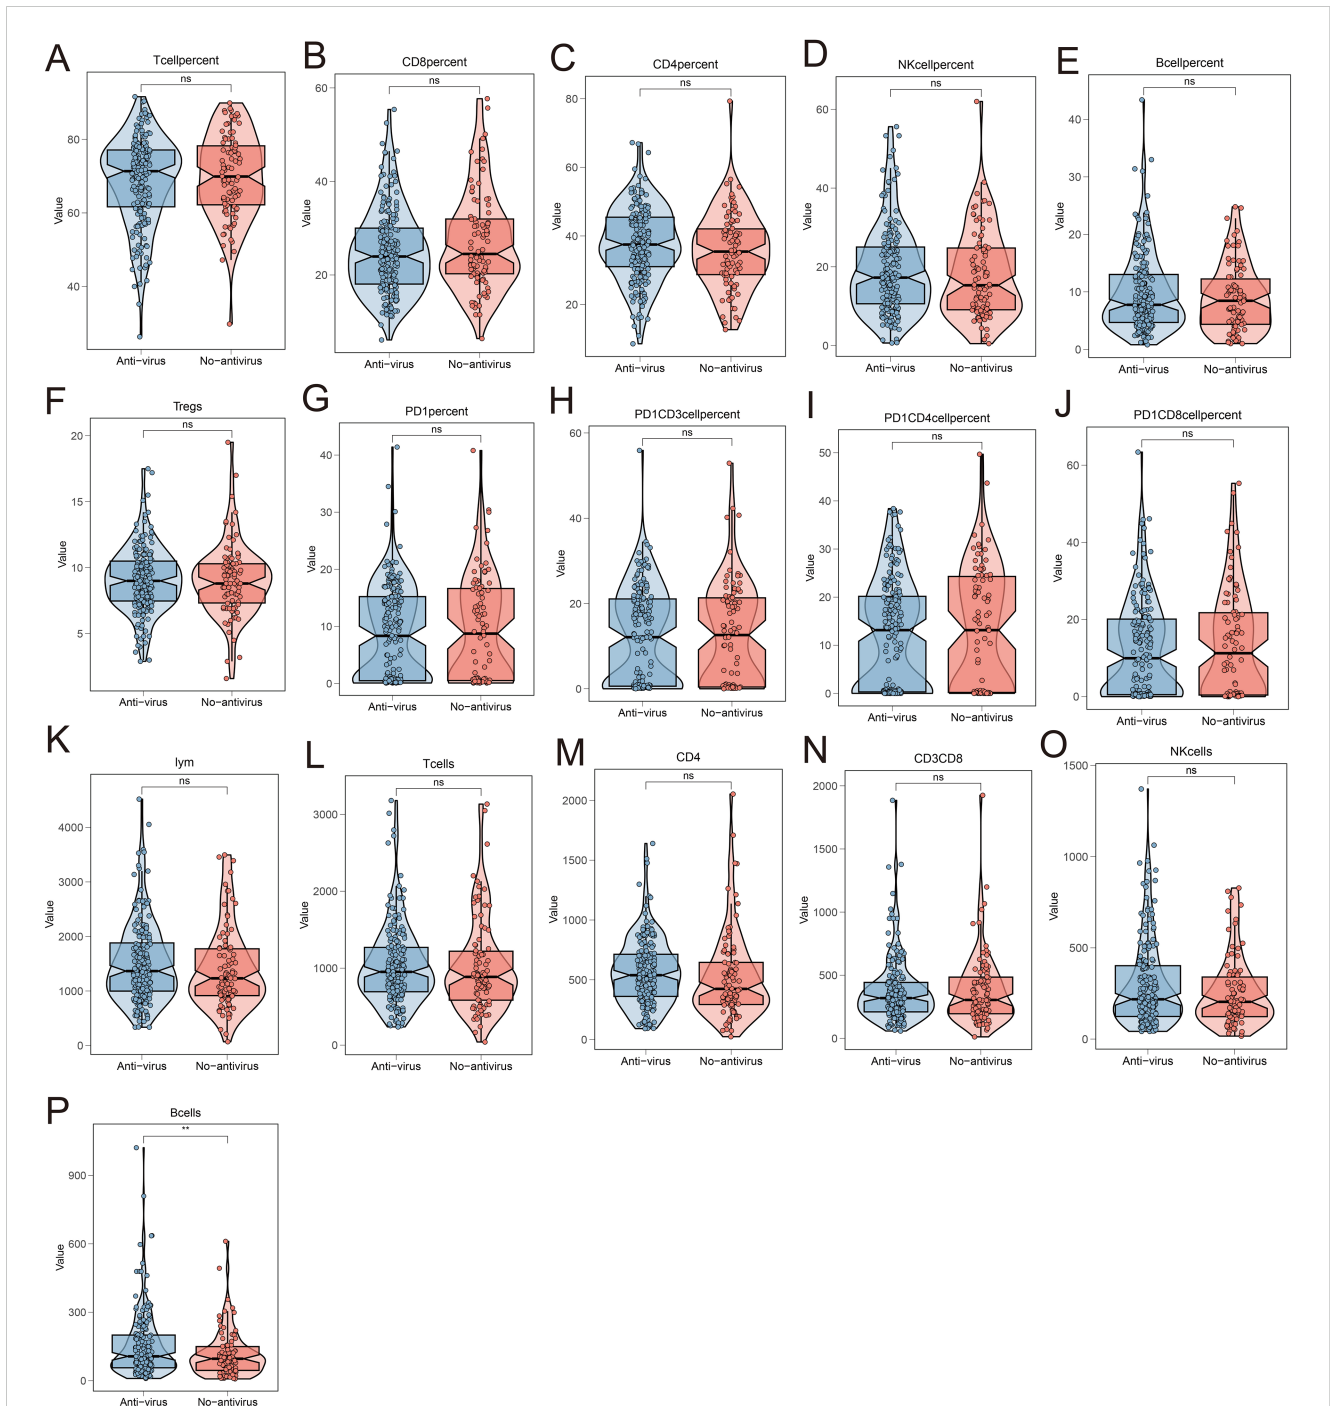 A
Tcellpercent
ns
Value
80
60
40
Anti−virus
No−antivirus
B
CD8percent
ns
Value
60
40
20
Anti−virus
No−antivirus
C
CD4percent
ns
Value
80
60
40
20
Anti−virus
No−antivirus
D
NKcellpercent
ns
Value
60
40
20
0
Anti−virus
No−antivirus
E
Bcellpercent
ns
Value
40
30
20
10
0
Anti−virus
No−antivirus
F
Tregs
ns
Value
20
15
10
5
Anti−virus
No−antivirus
G
PD1percent
ns
Value
40
30
20
10
0
Anti−virus
No−antivirus
H
PD1CD3cellpercent
ns
Value
60
40
20
0
Anti−virus
No−antivirus
I
PD1CD4cellpercent
ns
Value
50
40
30
20
10
0
Anti−virus
No−antivirus
J
PD1CD8cellpercent
ns
Value
60
40
20
0
Anti−virus
No−antivirus
K
lym
ns
Value
4000
3000
2000
1000
0
Anti−virus
No−antivirus
L
Tcells
ns
Value
3000
2000
1000
0
Anti−virus
No−antivirus
M
CD4
ns
Value
2000
1500
1000
500
0
Anti−virus
No−antivirus
N
CD3CD8
ns
Value
2000
1500
1000
500
0
Anti−virus
No−antivirus
O
NKcells
ns
Value
1500
1000
500
0
Anti−virus
No−antivirus
P
Bcells
**
Value
900
600
300
0
Anti−virus
No−antivirus